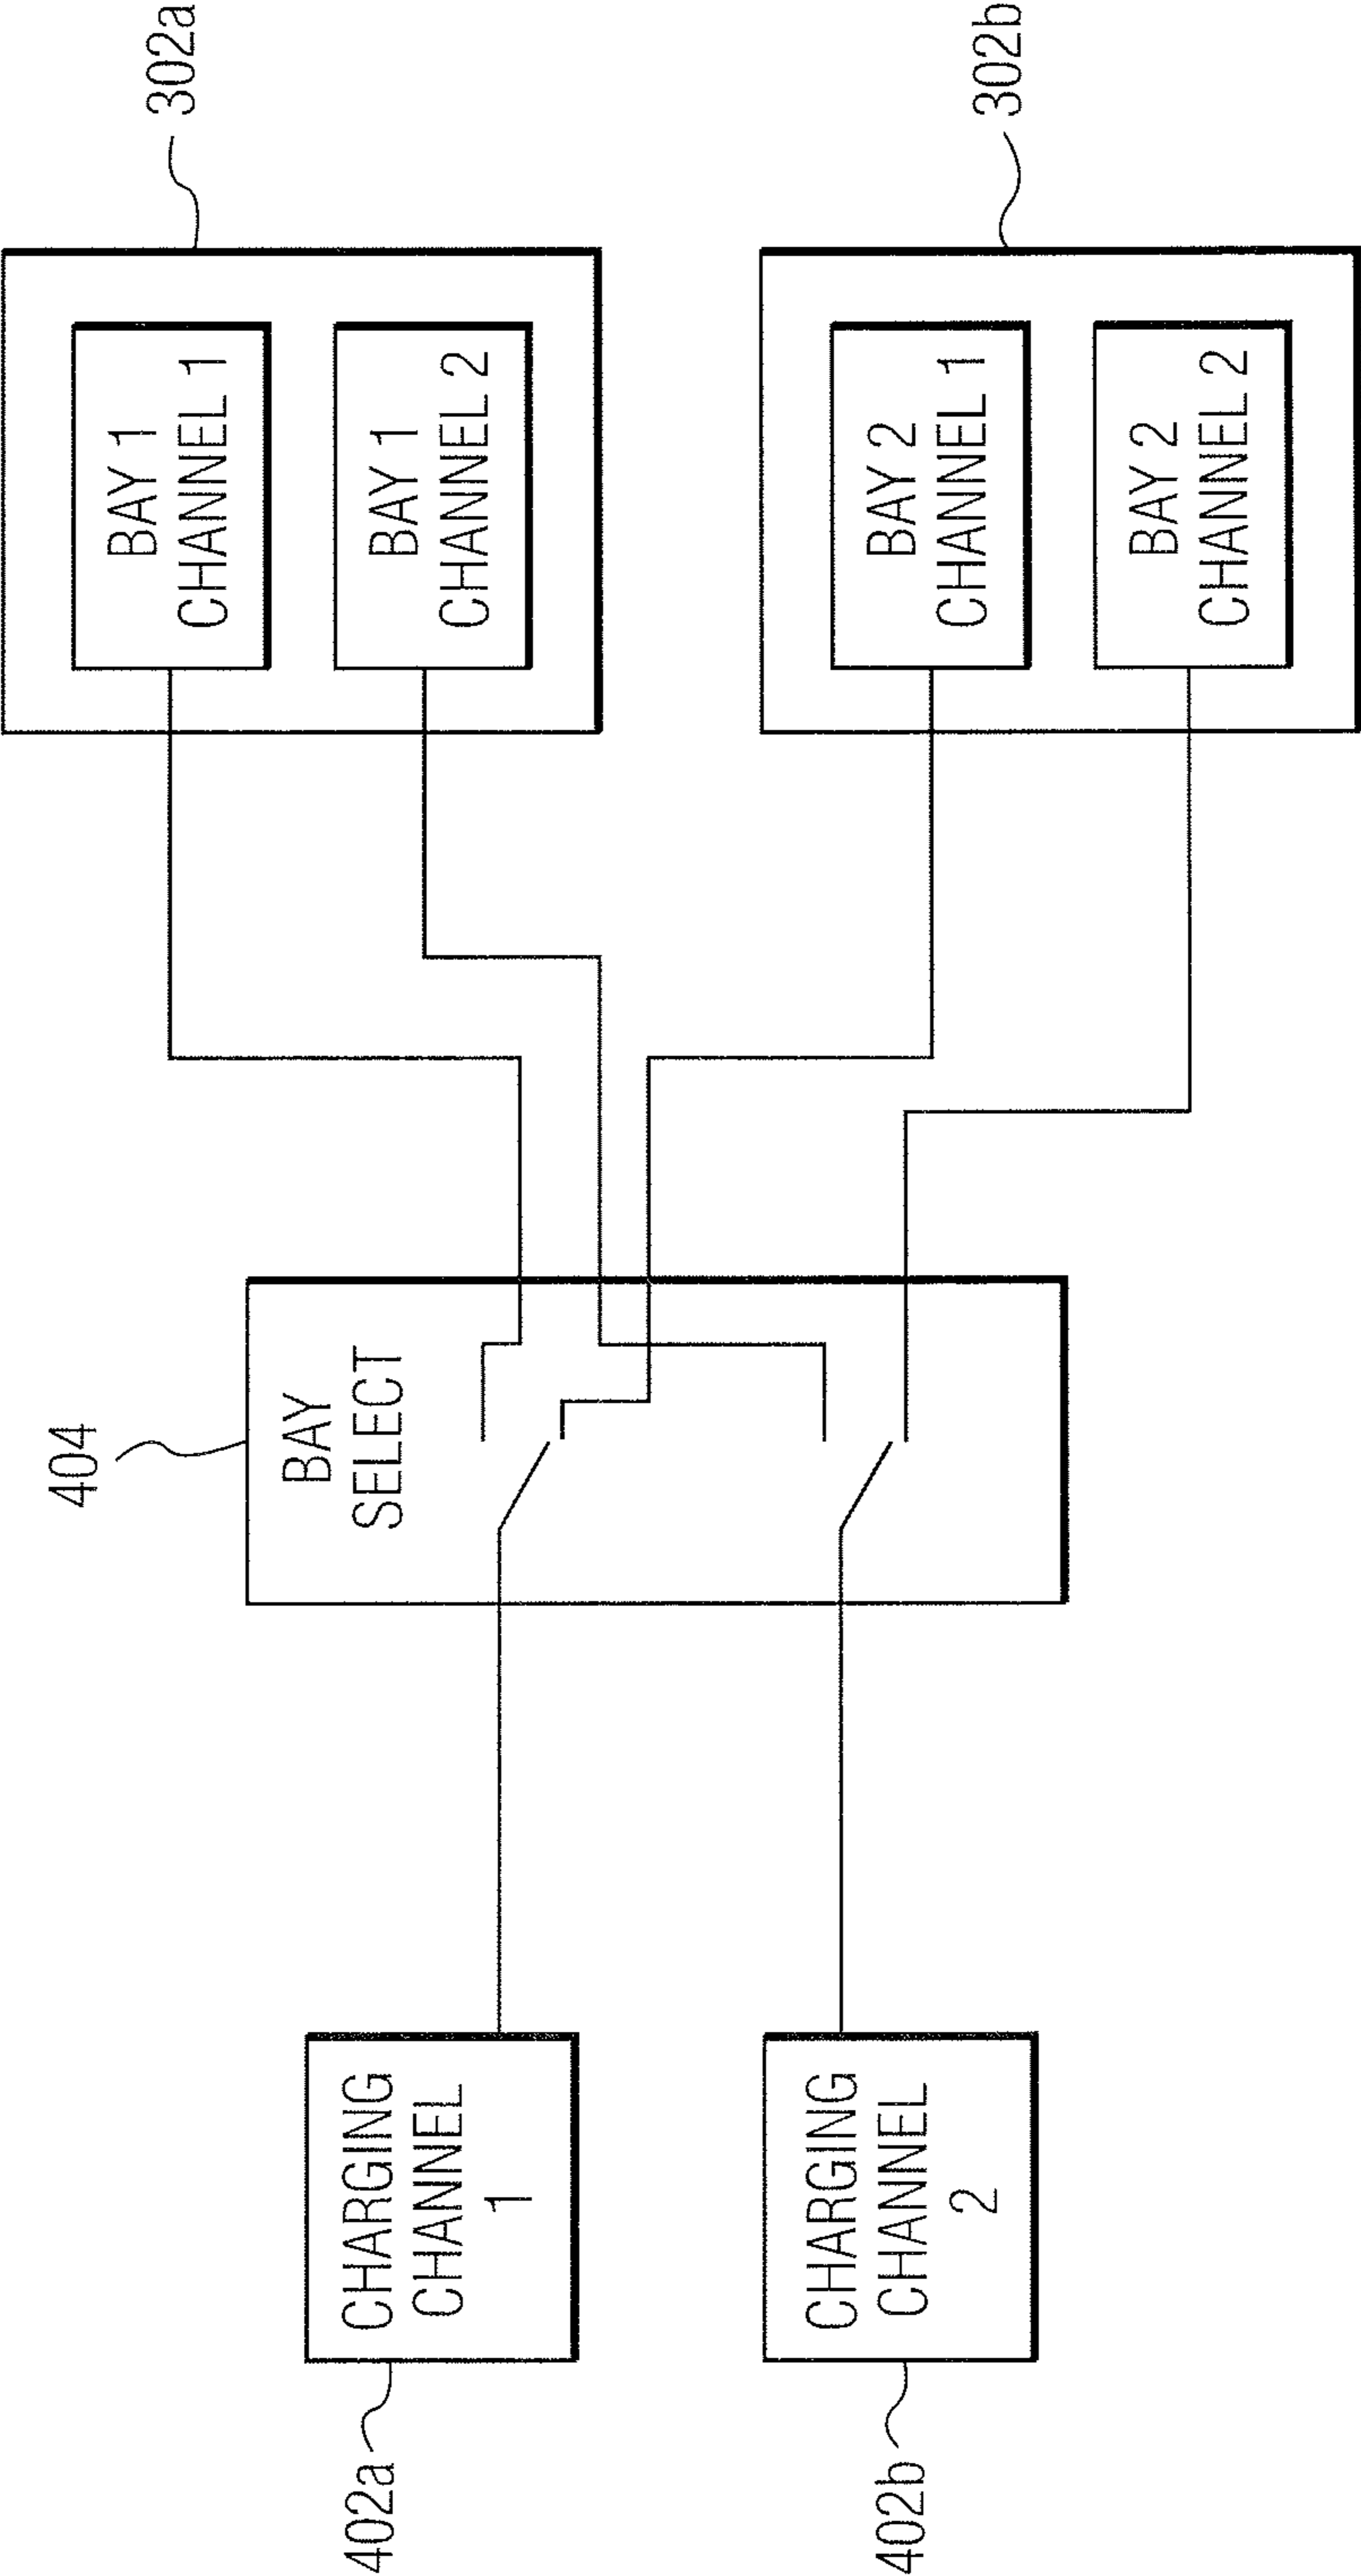 402a
CHARGING
CHANNEL
1
402b
CHARGING
CHANNEL
2
404
BAY
SELECT
302a
BAY 1
CHANNEL 1
BAY 1
CHANNEL 2
302b
BAY 2
CHANNEL 1
BAY 2
CHANNEL 2